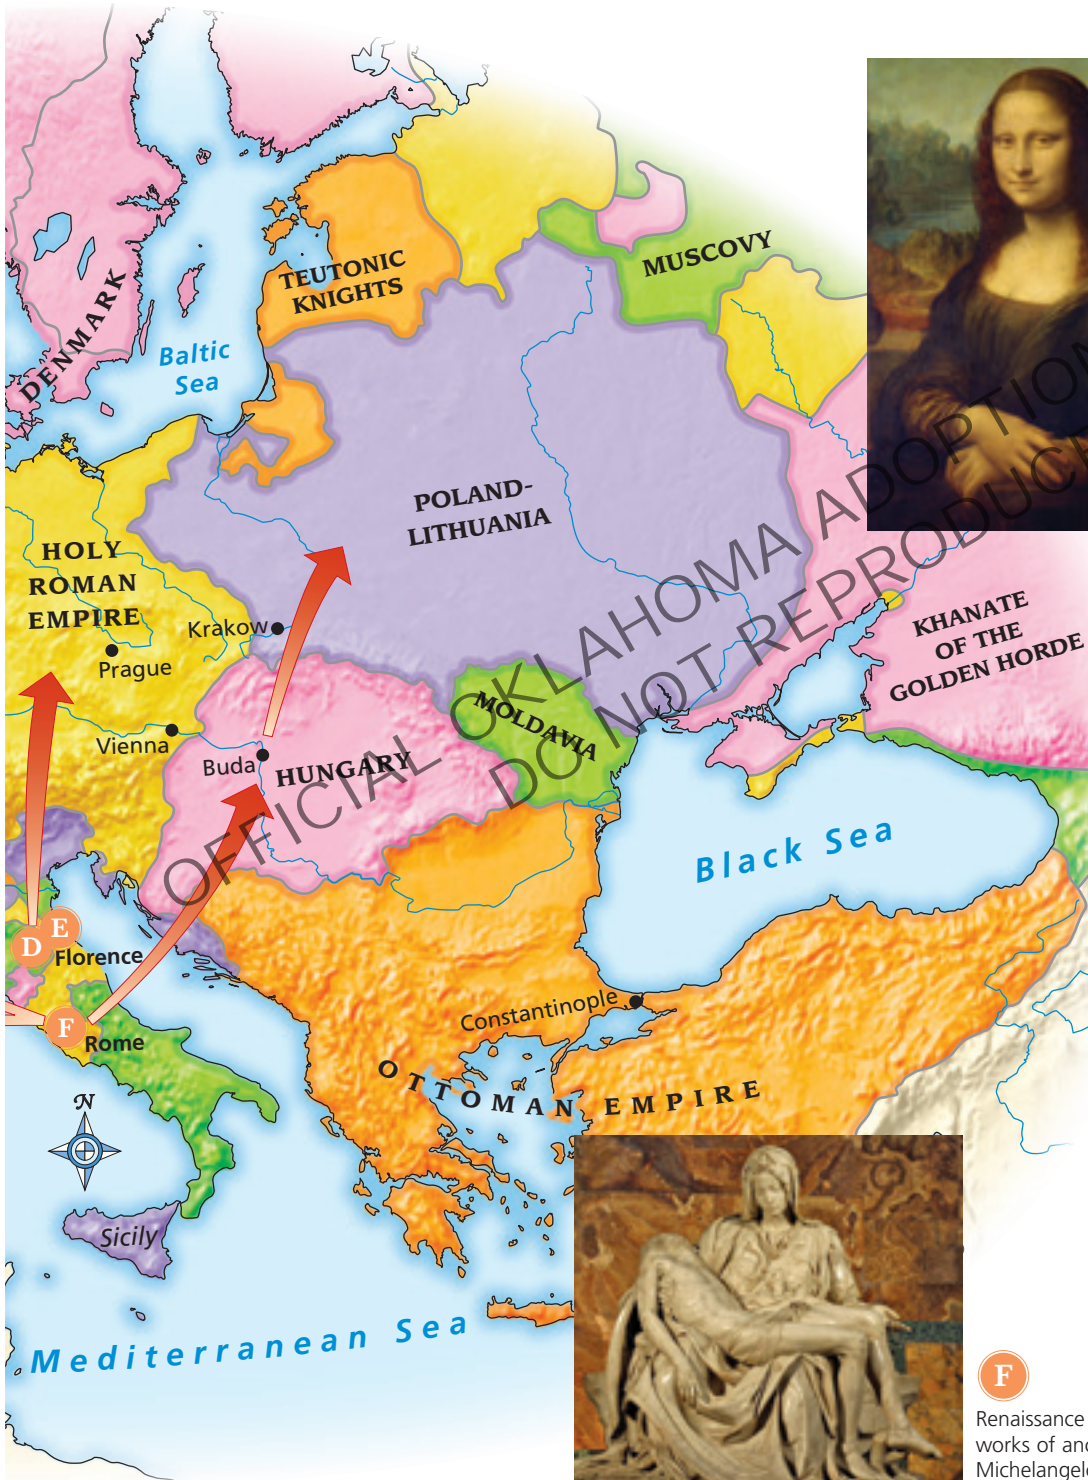 TEUTONIC
KNIGHTS
MUSCOVY
DENMARK
Baltic
Sea
POLAND-
LITHUANIA
HOLY
ROMAN
EMPIRE
Krakow
Prague
KHANATE
OF THE
GOLDEN HORDE
MOLDAVIA
Vienna
Buda
HUNGARY
Black Sea
E
D
Florence
Constantinople
F
Rome
OTTOMAN EMPIRE
N
Sicily
Mediterranean Sea
F
Renaissance
works of
Michelangelo
OFFICIAL OKLAHOMA ADOPTION
DO NOT REPRODUCE